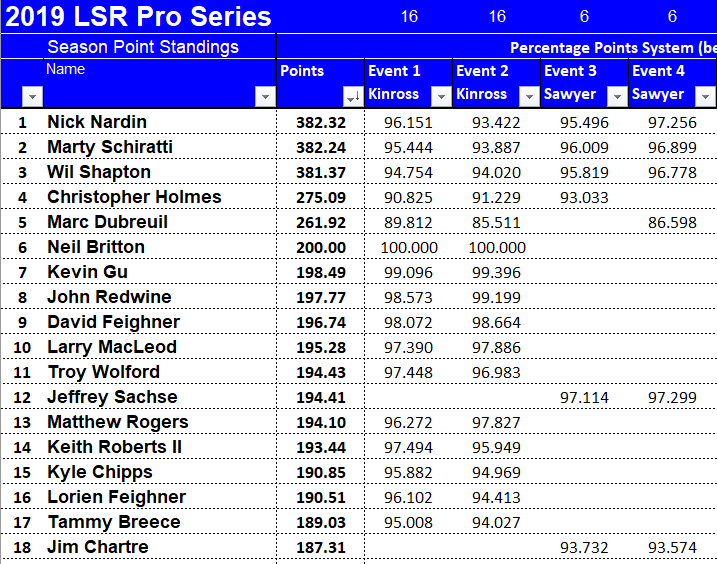 2019 LSR Pro Series 16 16 6 6
Season Point Standings Percentage Points System (be
Name Points Event 1 Event 2 Event 3 Event 4
Kinross Kinross Sawyer Sawyer
1 Nick Nardin 382.32 96.151 93.422 95.496 97.256
2 Marty Schiratti 382.24 95.444 93.887 96.009 96.899
3 Wil Shapton 381.37 94.754 94.020 95.819 96.778
4 Christopher Holmes 275.09 90.825 91.229 93.033
5 Marc Dubreuil 261.92 89.812 85.511 86.598
6 Neil Britton 200.00 100.000 100.000
7 Kevin Gu 198.49 99.096 99.396
8 John Redwine 197.77 98.573 99.199
9 David Feighner 196.74 98.072 98.664
10 Larry MacLeod 195.28 97.390 97.886
11 Troy Wolford 194.43 97.448 96.983
12 Jeffrey Sachse 194.41 97.114 97.299
13 Matthew Rogers 194.10 96.272 97.827
14 Keith Roberts II 193.44 97.494 95.949
15 Kyle Chipps 190.85 95.882 94.969
16 Lorien Feighner 190.51 96.102 94.413
17 Tammy Breece 189.03 95.008 94.027
18 Jim Chartre 187.31 93.732 93.574